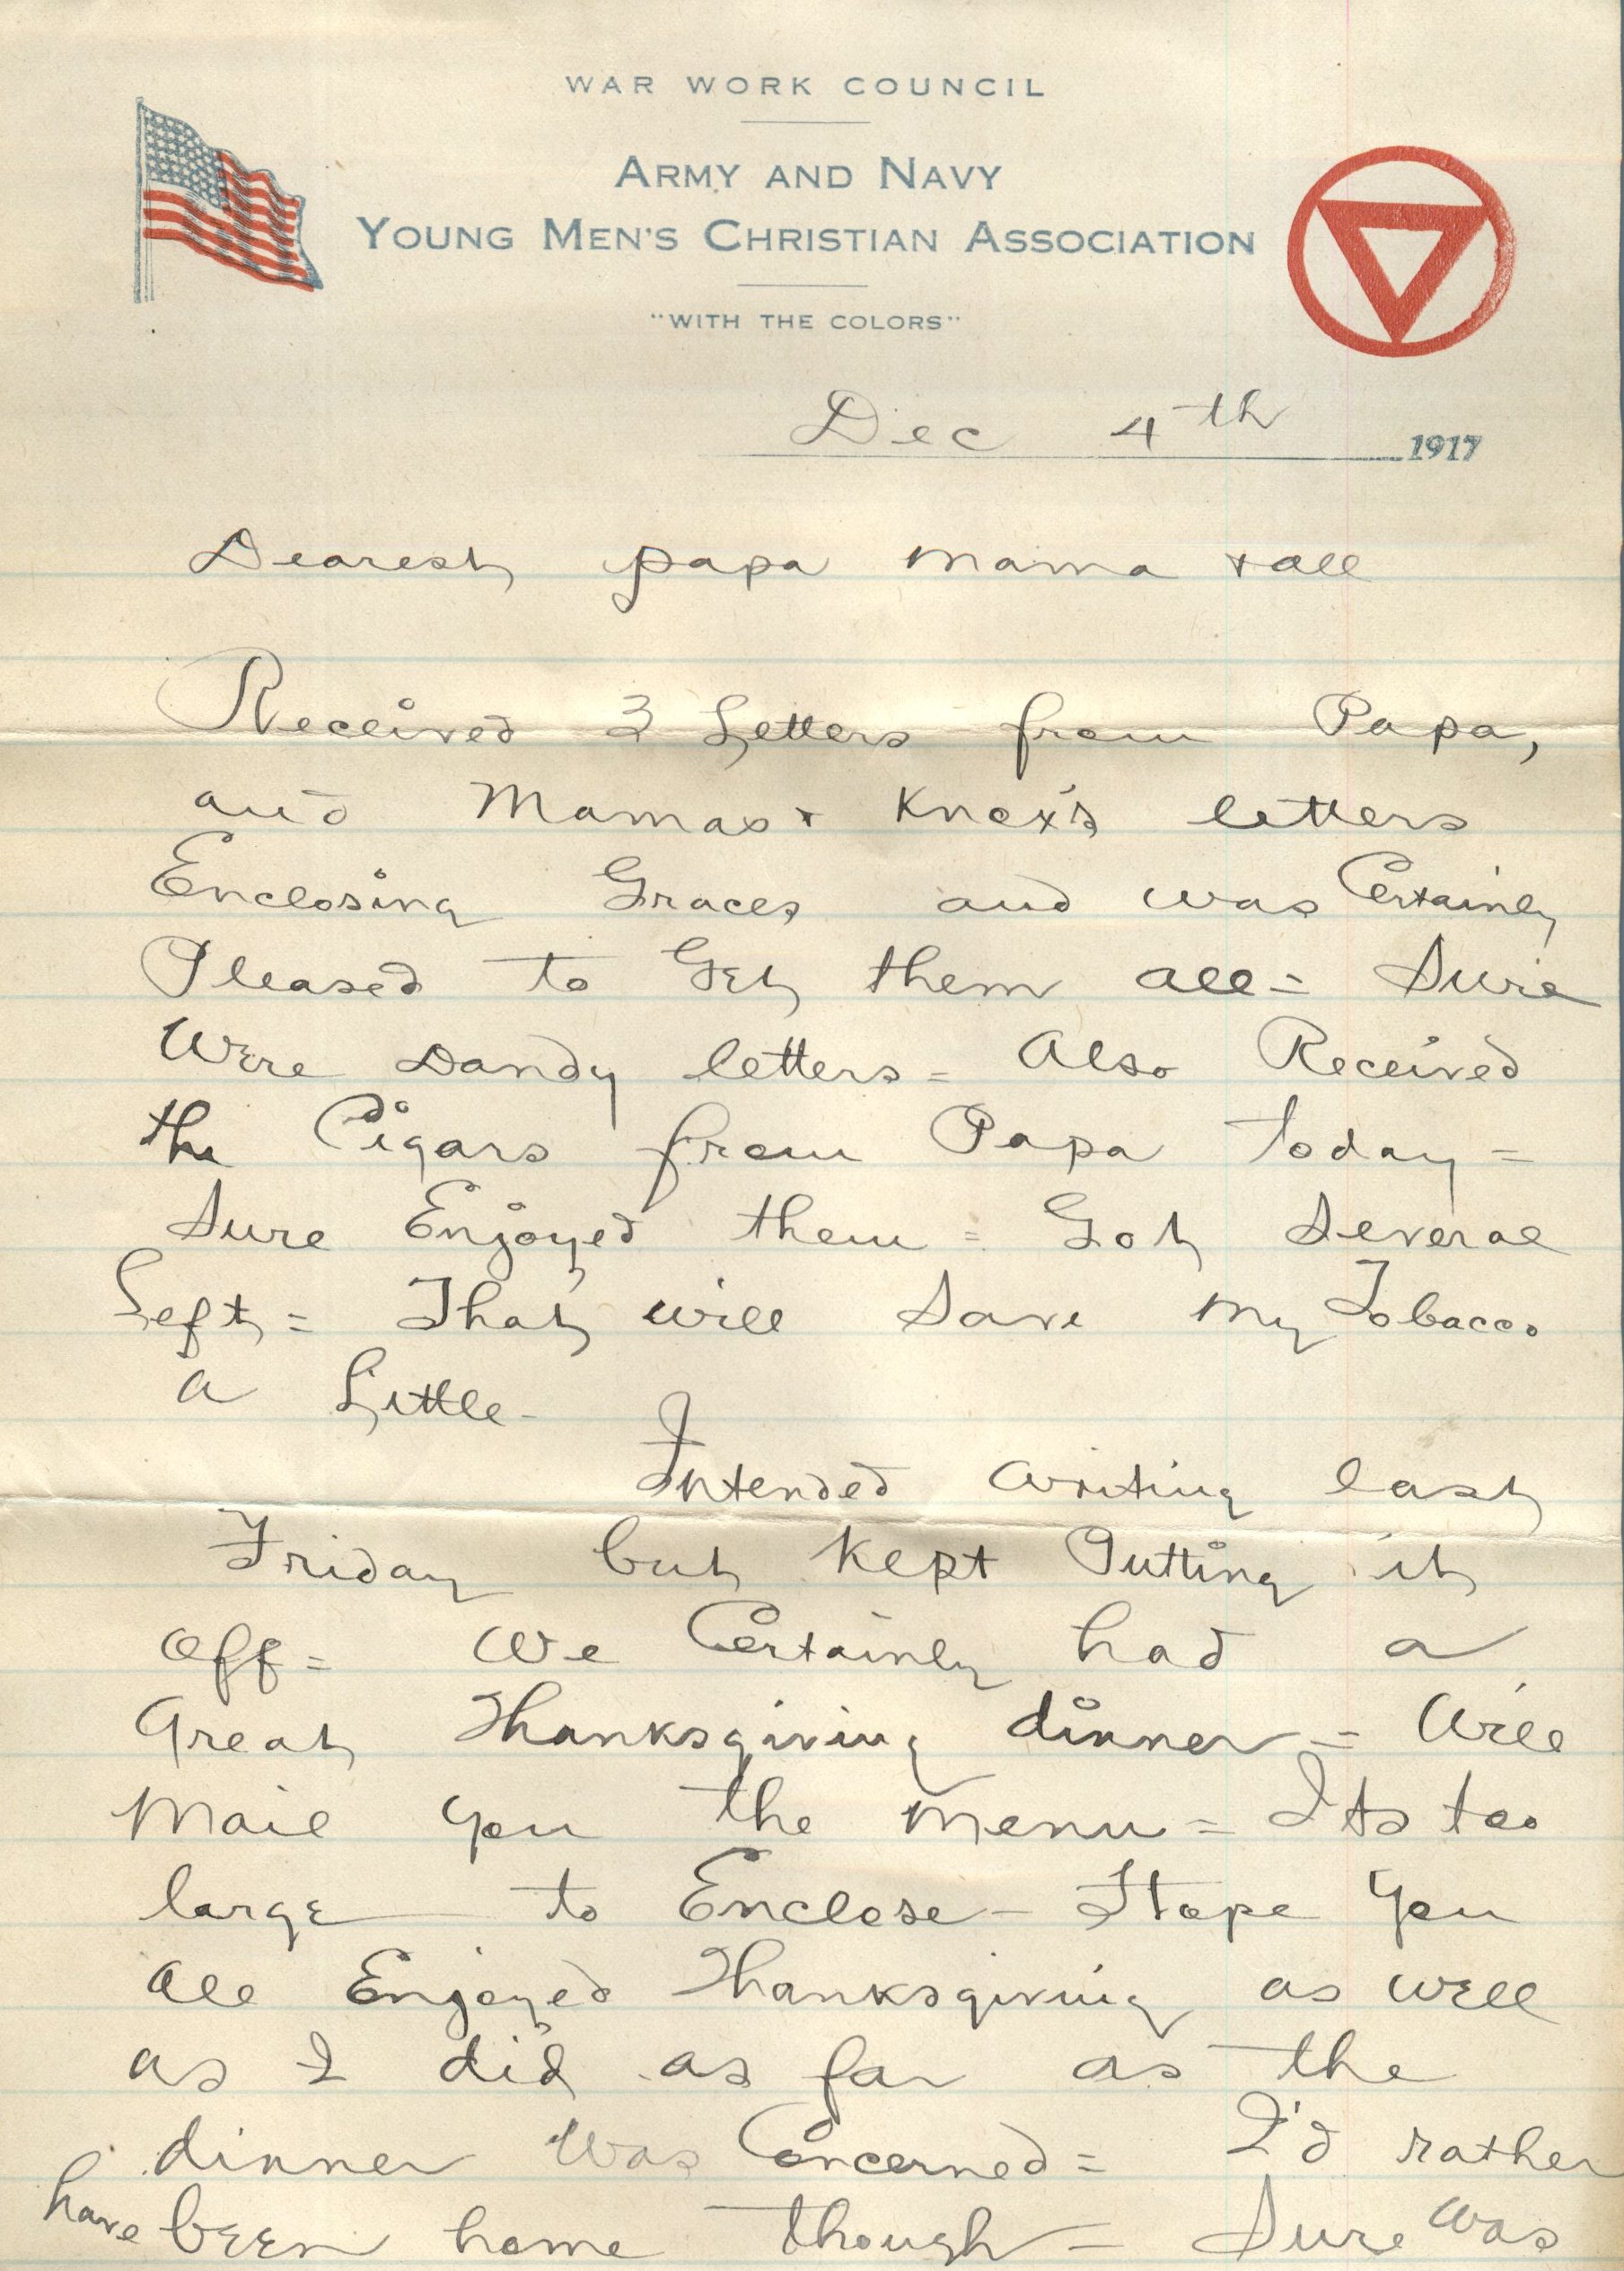 WAR WORK COUNCIL
ARMY AND NAVY
YOUNG MEN'S CHRISTIAN ASSOCIATION
"WITH THE COLORS"
Dec 4th 1917
Dearest papa mama + all
Received 3 Letters from Papa,
and Mamas + Knox's letters
Enclosing Graces and was Certainly
Pleased to Get them all = Sure
Were Dandy letters = Also Received
the Cigars from Papa today =
Sure Enjoyed them = Got Several
Left = That will Save my Tobacco
a Little -
Intended writing last
Friday but kept Putting it
off = We Certainly had a
Great Thanksgiving dinner = Will
Mail you the menu = Its too
large to Enclose - Hope you
all Enjoyed Thanksgiving as well
as I did as far as the
dinner was Concerned = I'd rather
have been home though = Sure was